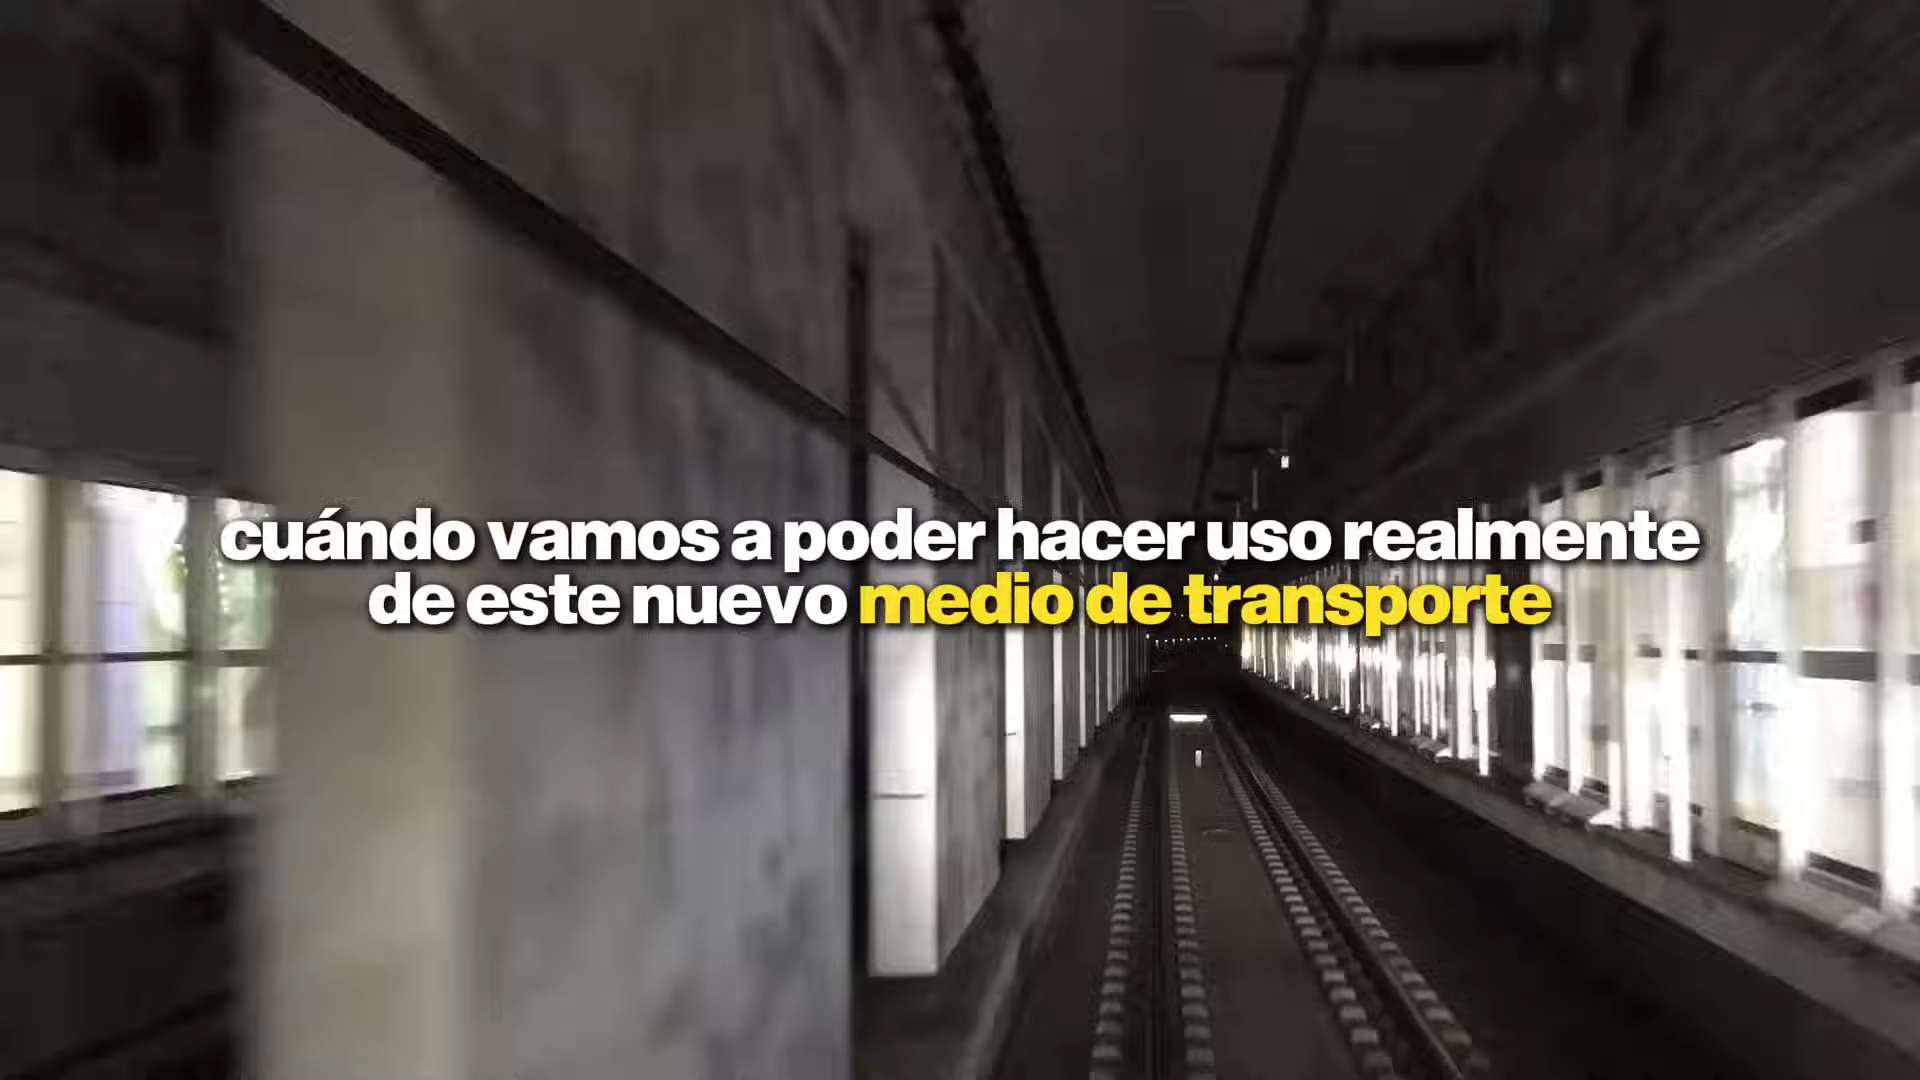 cuándo vamos a poder hacer uso realmente
de este nuevo medio de transporte